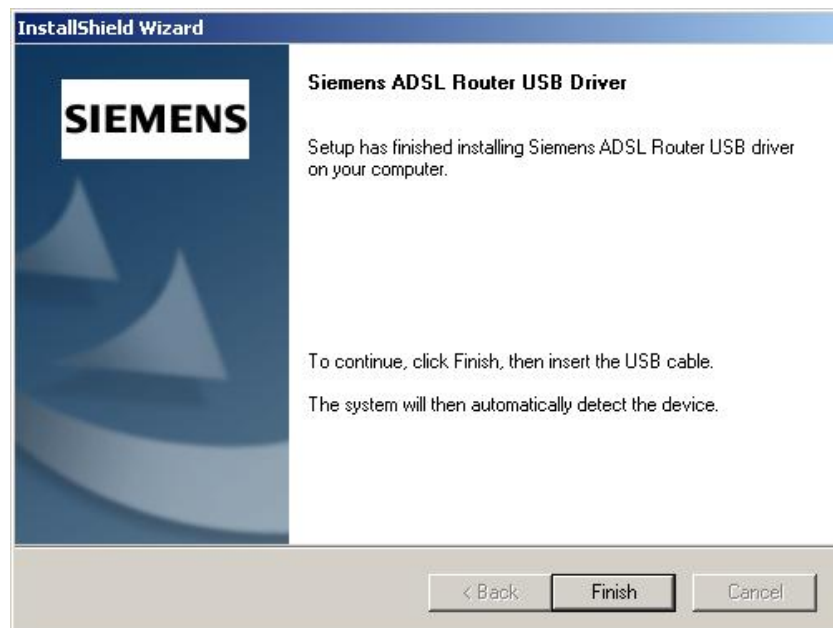 InstallShield Wizard
SIEMENS
Siemens ADSL Router USB Driver
Setup has finished installing Siemens ADSL Router USB driver
on your computer.
To continue, click Finish, then insert the USB cable.
The system will then automatically detect the device.
< Back
Finish
Cancel